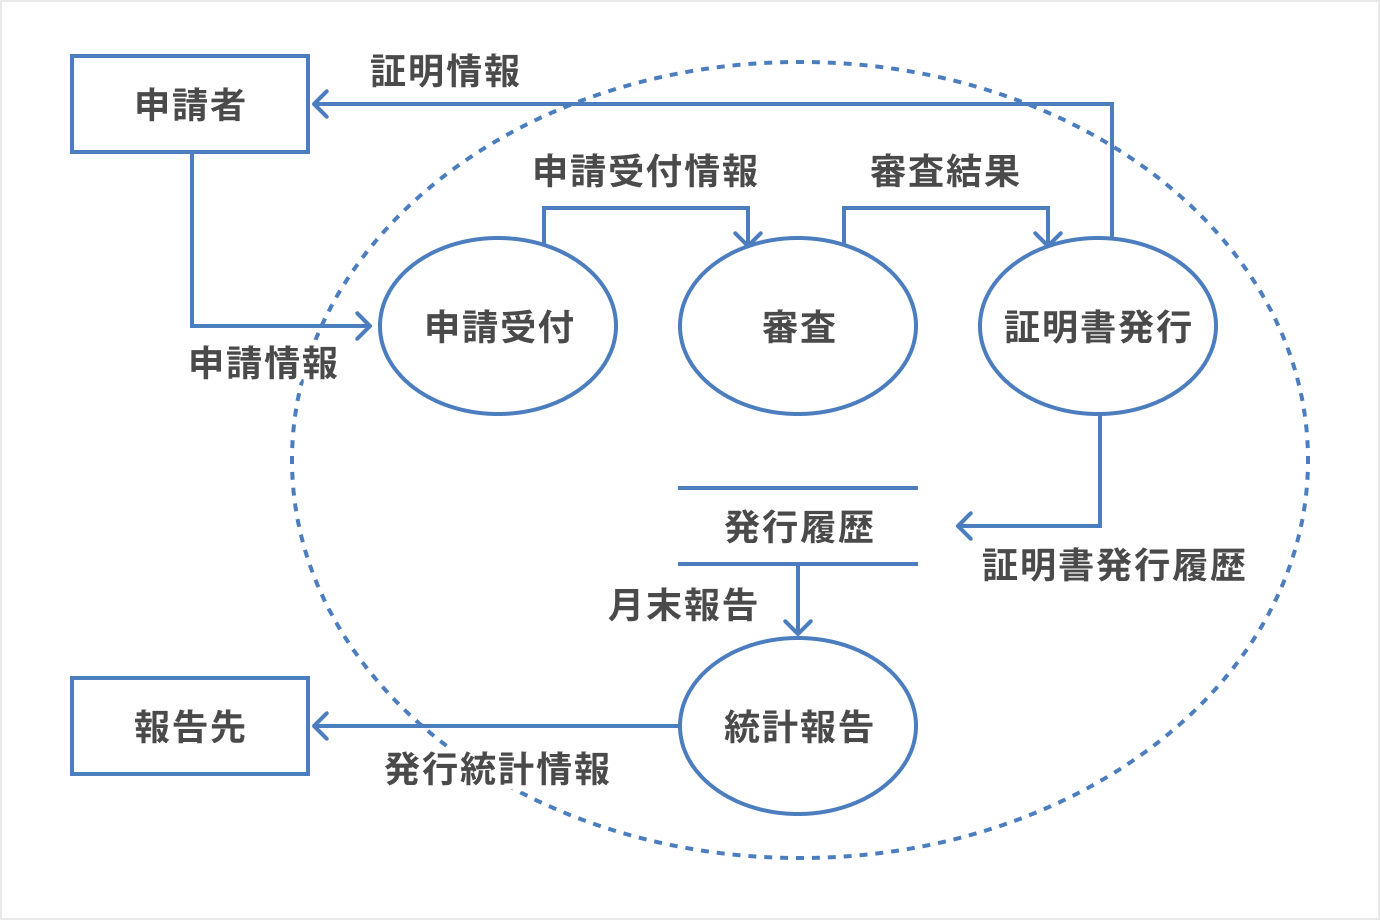 証明情報
申請者
申請受付情報
審査結果
申請受付
審査
証明書発行
申請情報
発行履歴
証明書発行履歴
月末報告
報告先
統計報告
発行統計情報